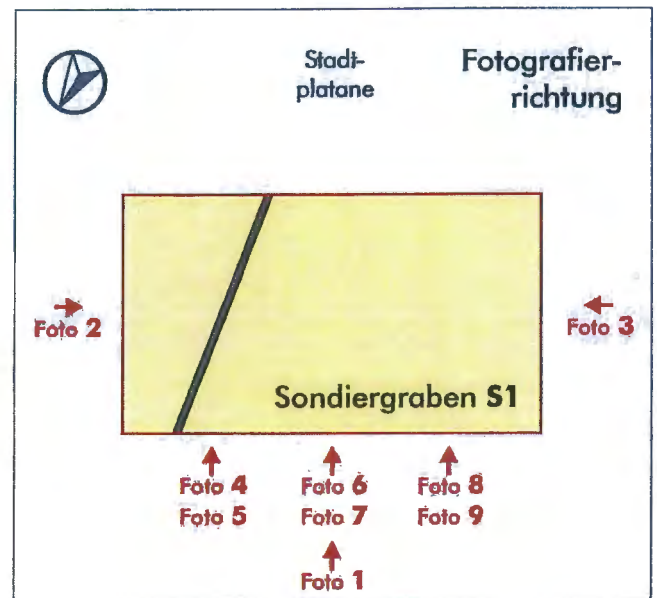 Stadt-
platane
Fotografier-
richtung
Foto 2
Foto 3
Sondiergraben S1
Foto 4 Foto 6 Foto 8
Foto 5 Foto 7 Foto 9
Foto 1